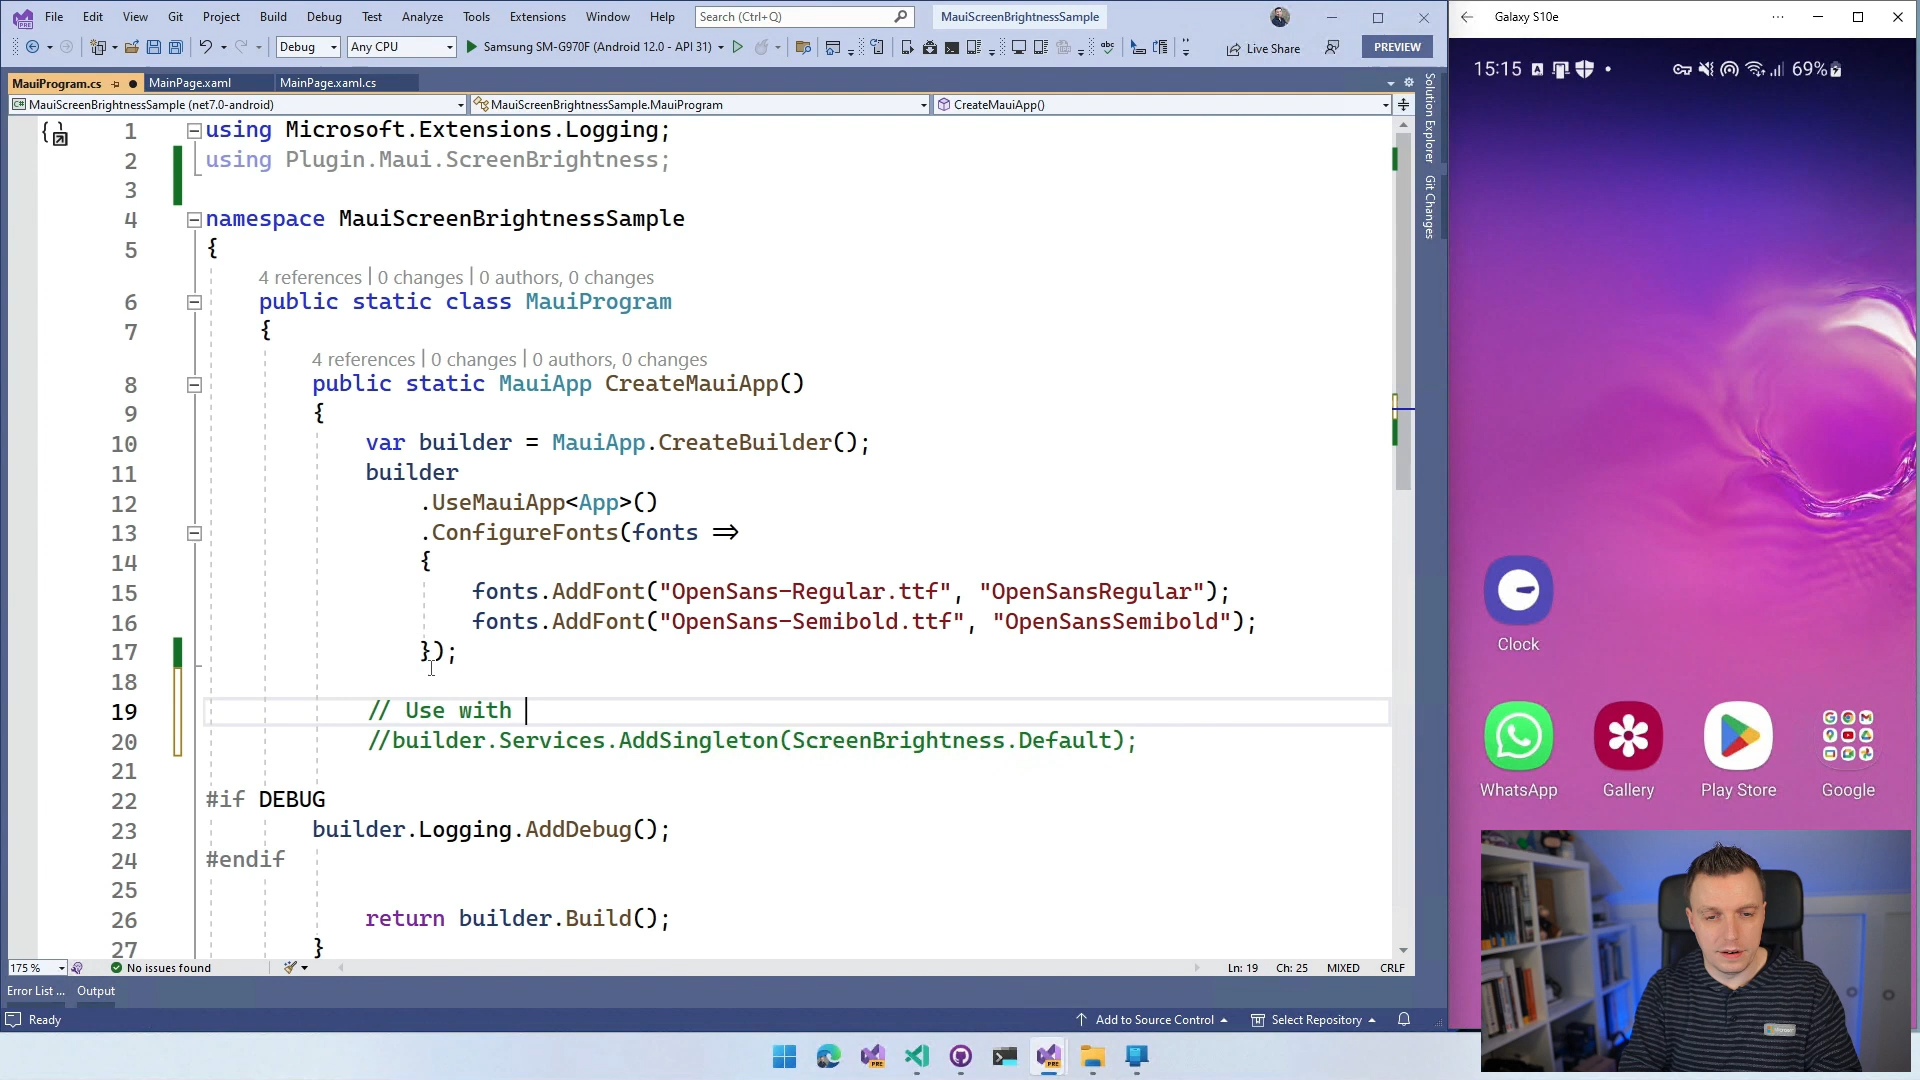 File Edit View Git Project Build Debug Test Analyze Tools Extensions Window Help Search (Ctrl+Q) MauiScreenBrightnessSample
Debug Any CPU Samsung SM-G970F (Android 12.0 - API 31) Live Share PREVIEW
MauiProgram.cs MainPage.xaml MainPage.xaml.cs
MauiScreenBrightnessSample (net7.0-android) MauiScreenBrightnessSample.MauiProgram CreateMauiApp()
1 using Microsoft.Extensions.Logging;
2 using Plugin.Maui.ScreenBrightness;
3
4 namespace MauiScreenBrightnessSample
5 {
4 references | 0 changes | 0 authors, 0 changes
6 public static class MauiProgram
7 {
4 references | 0 changes | 0 authors, 0 changes
8 public static MauiApp CreateMauiApp()
9 {
10 var builder = MauiApp.CreateBuilder();
11 builder
12 .UseMauiApp<App>()
13 .ConfigureFonts(fonts =>
14 {
15 fonts.AddFont("OpenSans-Regular.ttf", "OpenSansRegular");
16 fonts.AddFont("OpenSans-Semibold.ttf", "OpenSansSemibold");
17 });
18
19 // Use with
20 //builder.Services.AddSingleton(ScreenBrightness.Default);
21
22 #if DEBUG
23 builder.Logging.AddDebug();
24 #endif
25
26 return builder.Build();
27 }
175 % No issues found Ln: 19 Ch: 25 MIXED CRLF
Error List ... Output
Ready Add to Source Control Select Repository
Solution Explorer
Git Changes
Galaxy S10e
15:15 69%
Clock
WhatsApp Gallery Play Store Google